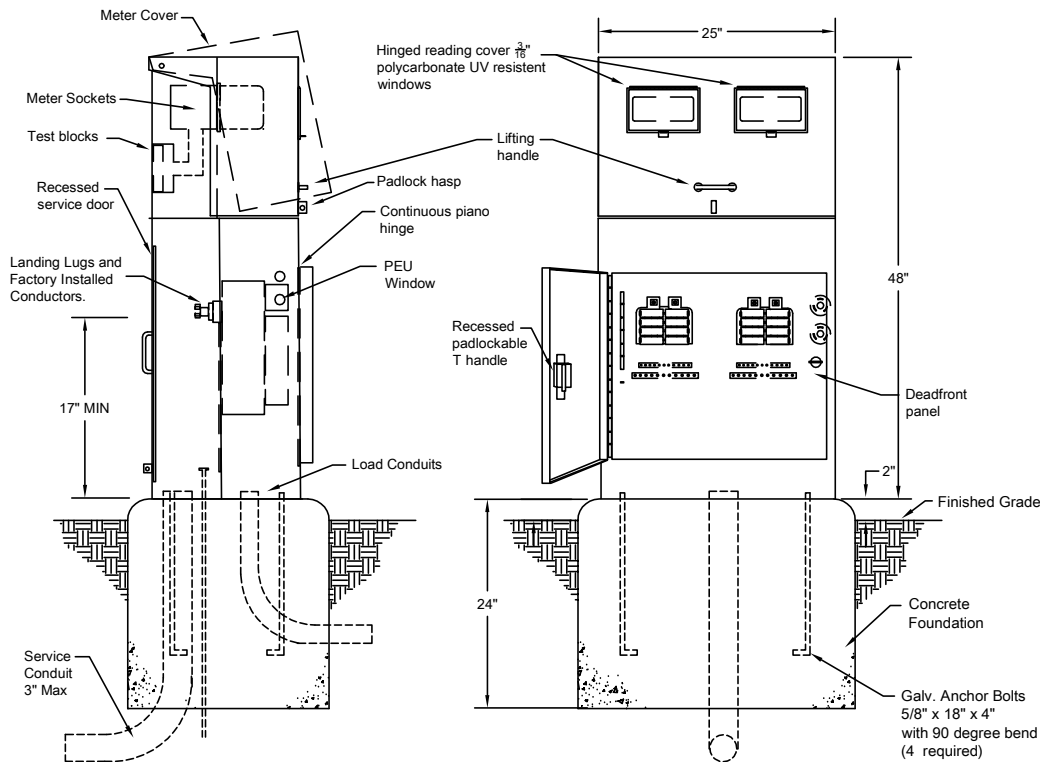 Meter Cover
Meter Sockets
Test blocks
Recessed
service door
Landing Lugs and
Factory Installed
Conductors.
17" MIN
Service
Conduit
3" Max
24"
Load Conduits
PEU
Window
Continuous piano
hinge
Padlock hasp
Lifting
handle
Hinged reading cover 3/16"
polycarbonate UV resistent
windows
25"
48"
Recessed
padlockable
T handle
Deadfront
panel
2"
Finished Grade
Concrete
Foundation
Galv. Anchor Bolts
5/8" x 18" x 4"
with 90 degree bend
(4 required)